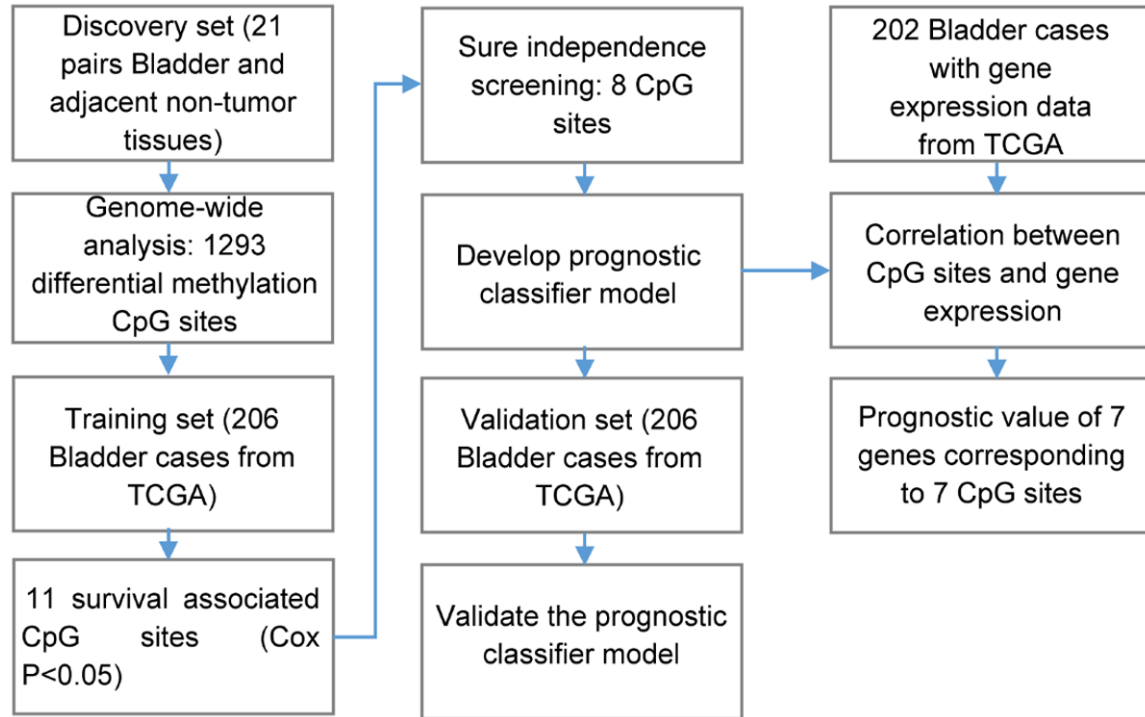 Discovery set (21
pairs Bladder and
adjacent non-tumor
tissues)
Genome-wide
analysis: 1293
differential methylation
CpG sites
Training set (206
Bladder cases from
TCGA)
11 survival associated
CpG sites (Cox
P<0.05)
Sure independence
screening: 8 CpG
sites
Develop prognostic
classifier model
Validation set (206
Bladder cases from
TCGA)
Validate the prognostic
classifier model
202 Bladder cases
with gene
expression data
from TCGA
Correlation between
CpG sites and gene
expression
Prognostic value of 7
genes corresponding
to 7 CpG sites